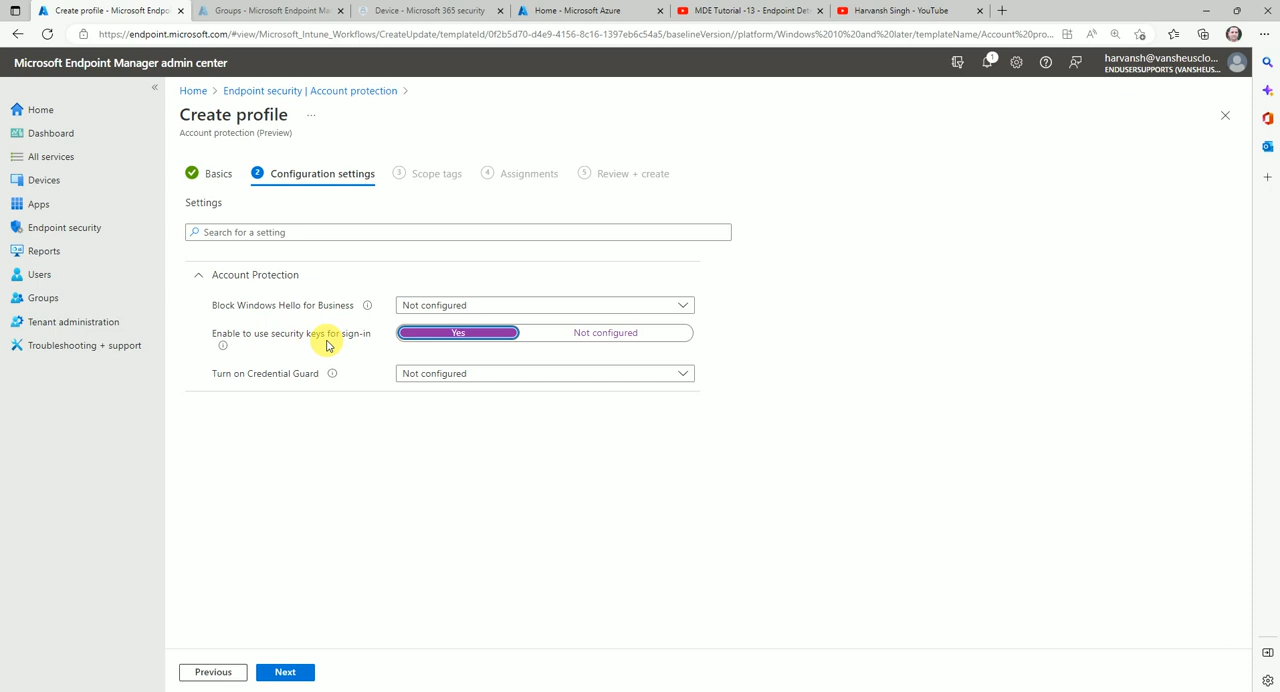 Create profile - Microsoft Endpo
Groups - Microsoft Endpoint Ma
Device - Microsoft 365 security
Home - Microsoft Azure
MDE Tutorial -13 - Endpoint Det
Harvansh Singh - YouTube
https://endpoint.microsoft.com/#view/Microsoft_Intune_Workflows/CreateUpdate/templateId/0f2b5d70-d4e9-4156-8c16-1397eb6c54a5/baselineVersion//platform/Windows%2010%20and%20later/templateName/Account%20pro...
Microsoft Endpoint Manager admin center
1
harvansh@vansheusclo...
ENDUSERSUPPORTS (VANSHEUS...
Home > Endpoint security | Account protection >
Create profile ...
Account protection (Preview)
Home
Dashboard
All services
Devices
Apps
Endpoint security
Reports
Users
Groups
Tenant administration
Troubleshooting + support
Basics
2 Configuration settings
3 Scope tags
4 Assignments
5 Review + create
Settings
Search for a setting
Account Protection
Block Windows Hello for Business
Not configured
Enable to use security keys for sign-in
Yes
Not configured
Turn on Credential Guard
Not configured
Previous
Next